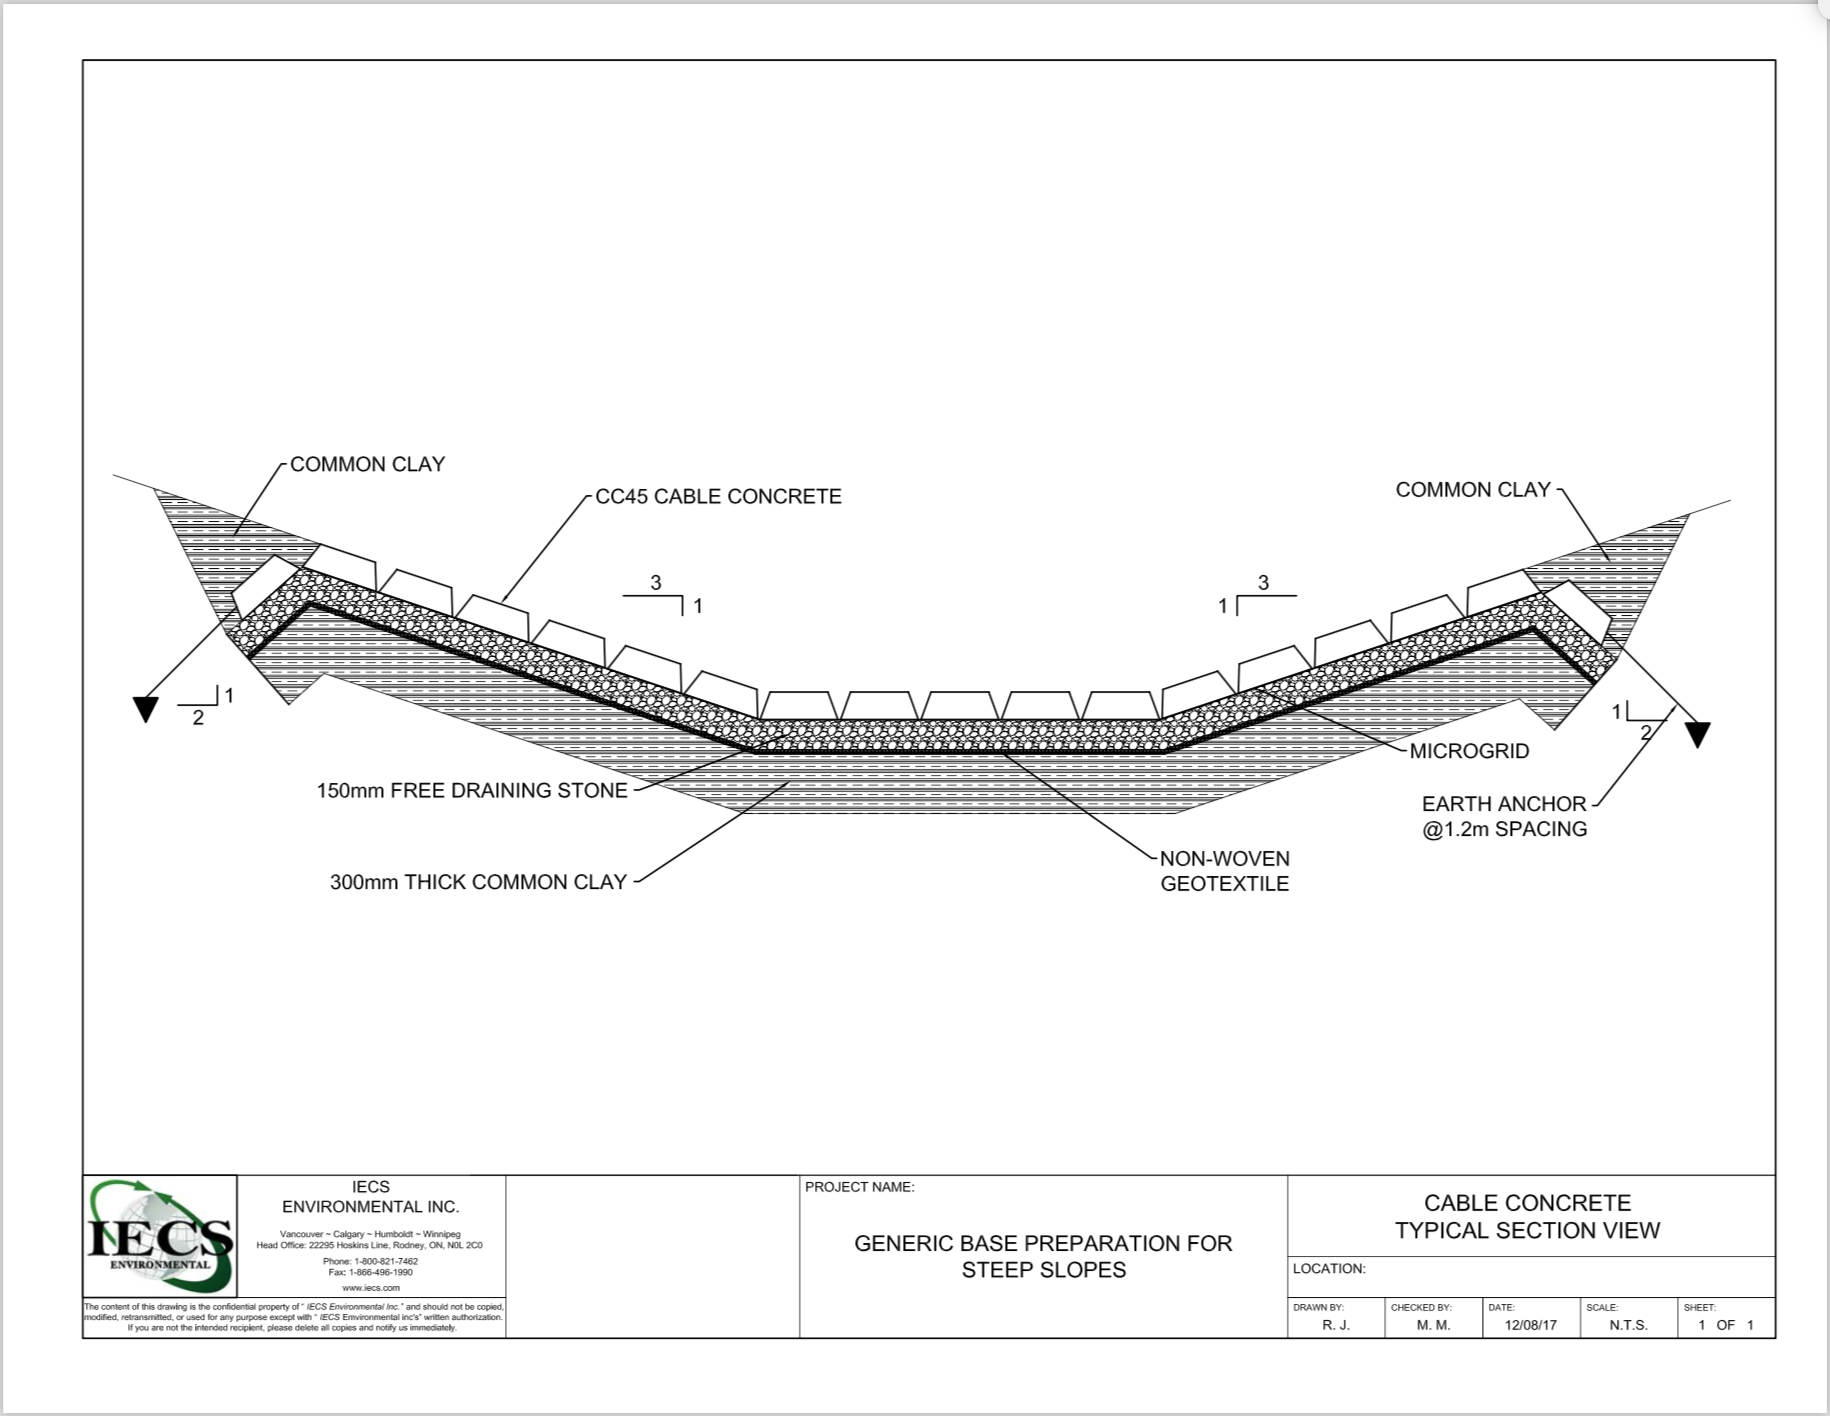 COMMON CLAY
CC45 CABLE CONCRETE
COMMON CLAY
3
1
3
1
1
2
1
2
MICROGRID
150mm FREE DRAINING STONE
EARTH ANCHOR
@1.2m SPACING
NON-WOVEN
GEOTEXTILE
300mm THICK COMMON CLAY
IECS
ENVIRONMENTAL
IECS
ENVIRONMENTAL INC.
Vancouver ~ Calgary ~ Humboldt ~ Winnipeg
Head Office: 22295 Hoskins Line, Rodney, ON, N0L 2C0
Phone: 1-800-821-7462
Fax: 1-866-496-1990
www.iecs.com
The content of this drawing is the confidential property of " IECS Environmental Inc." and should not be copied,
modified, retransmitted, or used for any purpose except with " IECS Environmental inc's" written authorization.
If you are not the intended recipient, please delete all copies and notify us immediately.
PROJECT NAME:
GENERIC BASE PREPARATION FOR
STEEP SLOPES
CABLE CONCRETE
TYPICAL SECTION VIEW
LOCATION:
DRAWN BY:
R. J.
CHECKED BY:
M. M.
DATE:
12/08/17
SCALE:
N.T.S.
SHEET:
1 OF 1